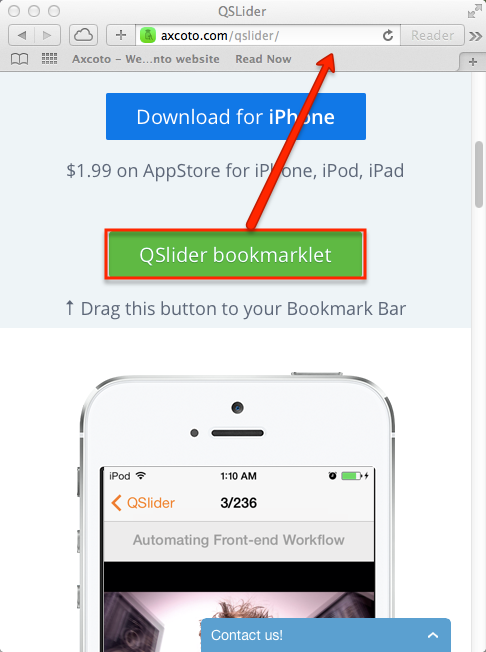 QSLider
axcoto.com/qslider/
Reader
Axcoto - We...nto website
Read Now
Download for iPhone
$1.99 on AppStore for iPhone, iPod, iPad
QSlider bookmarklet
↑ Drag this button to your Bookmark Bar
iPod
1:10 AM
QSlider
3/236
Automating Front-end Workflow
Contact us!